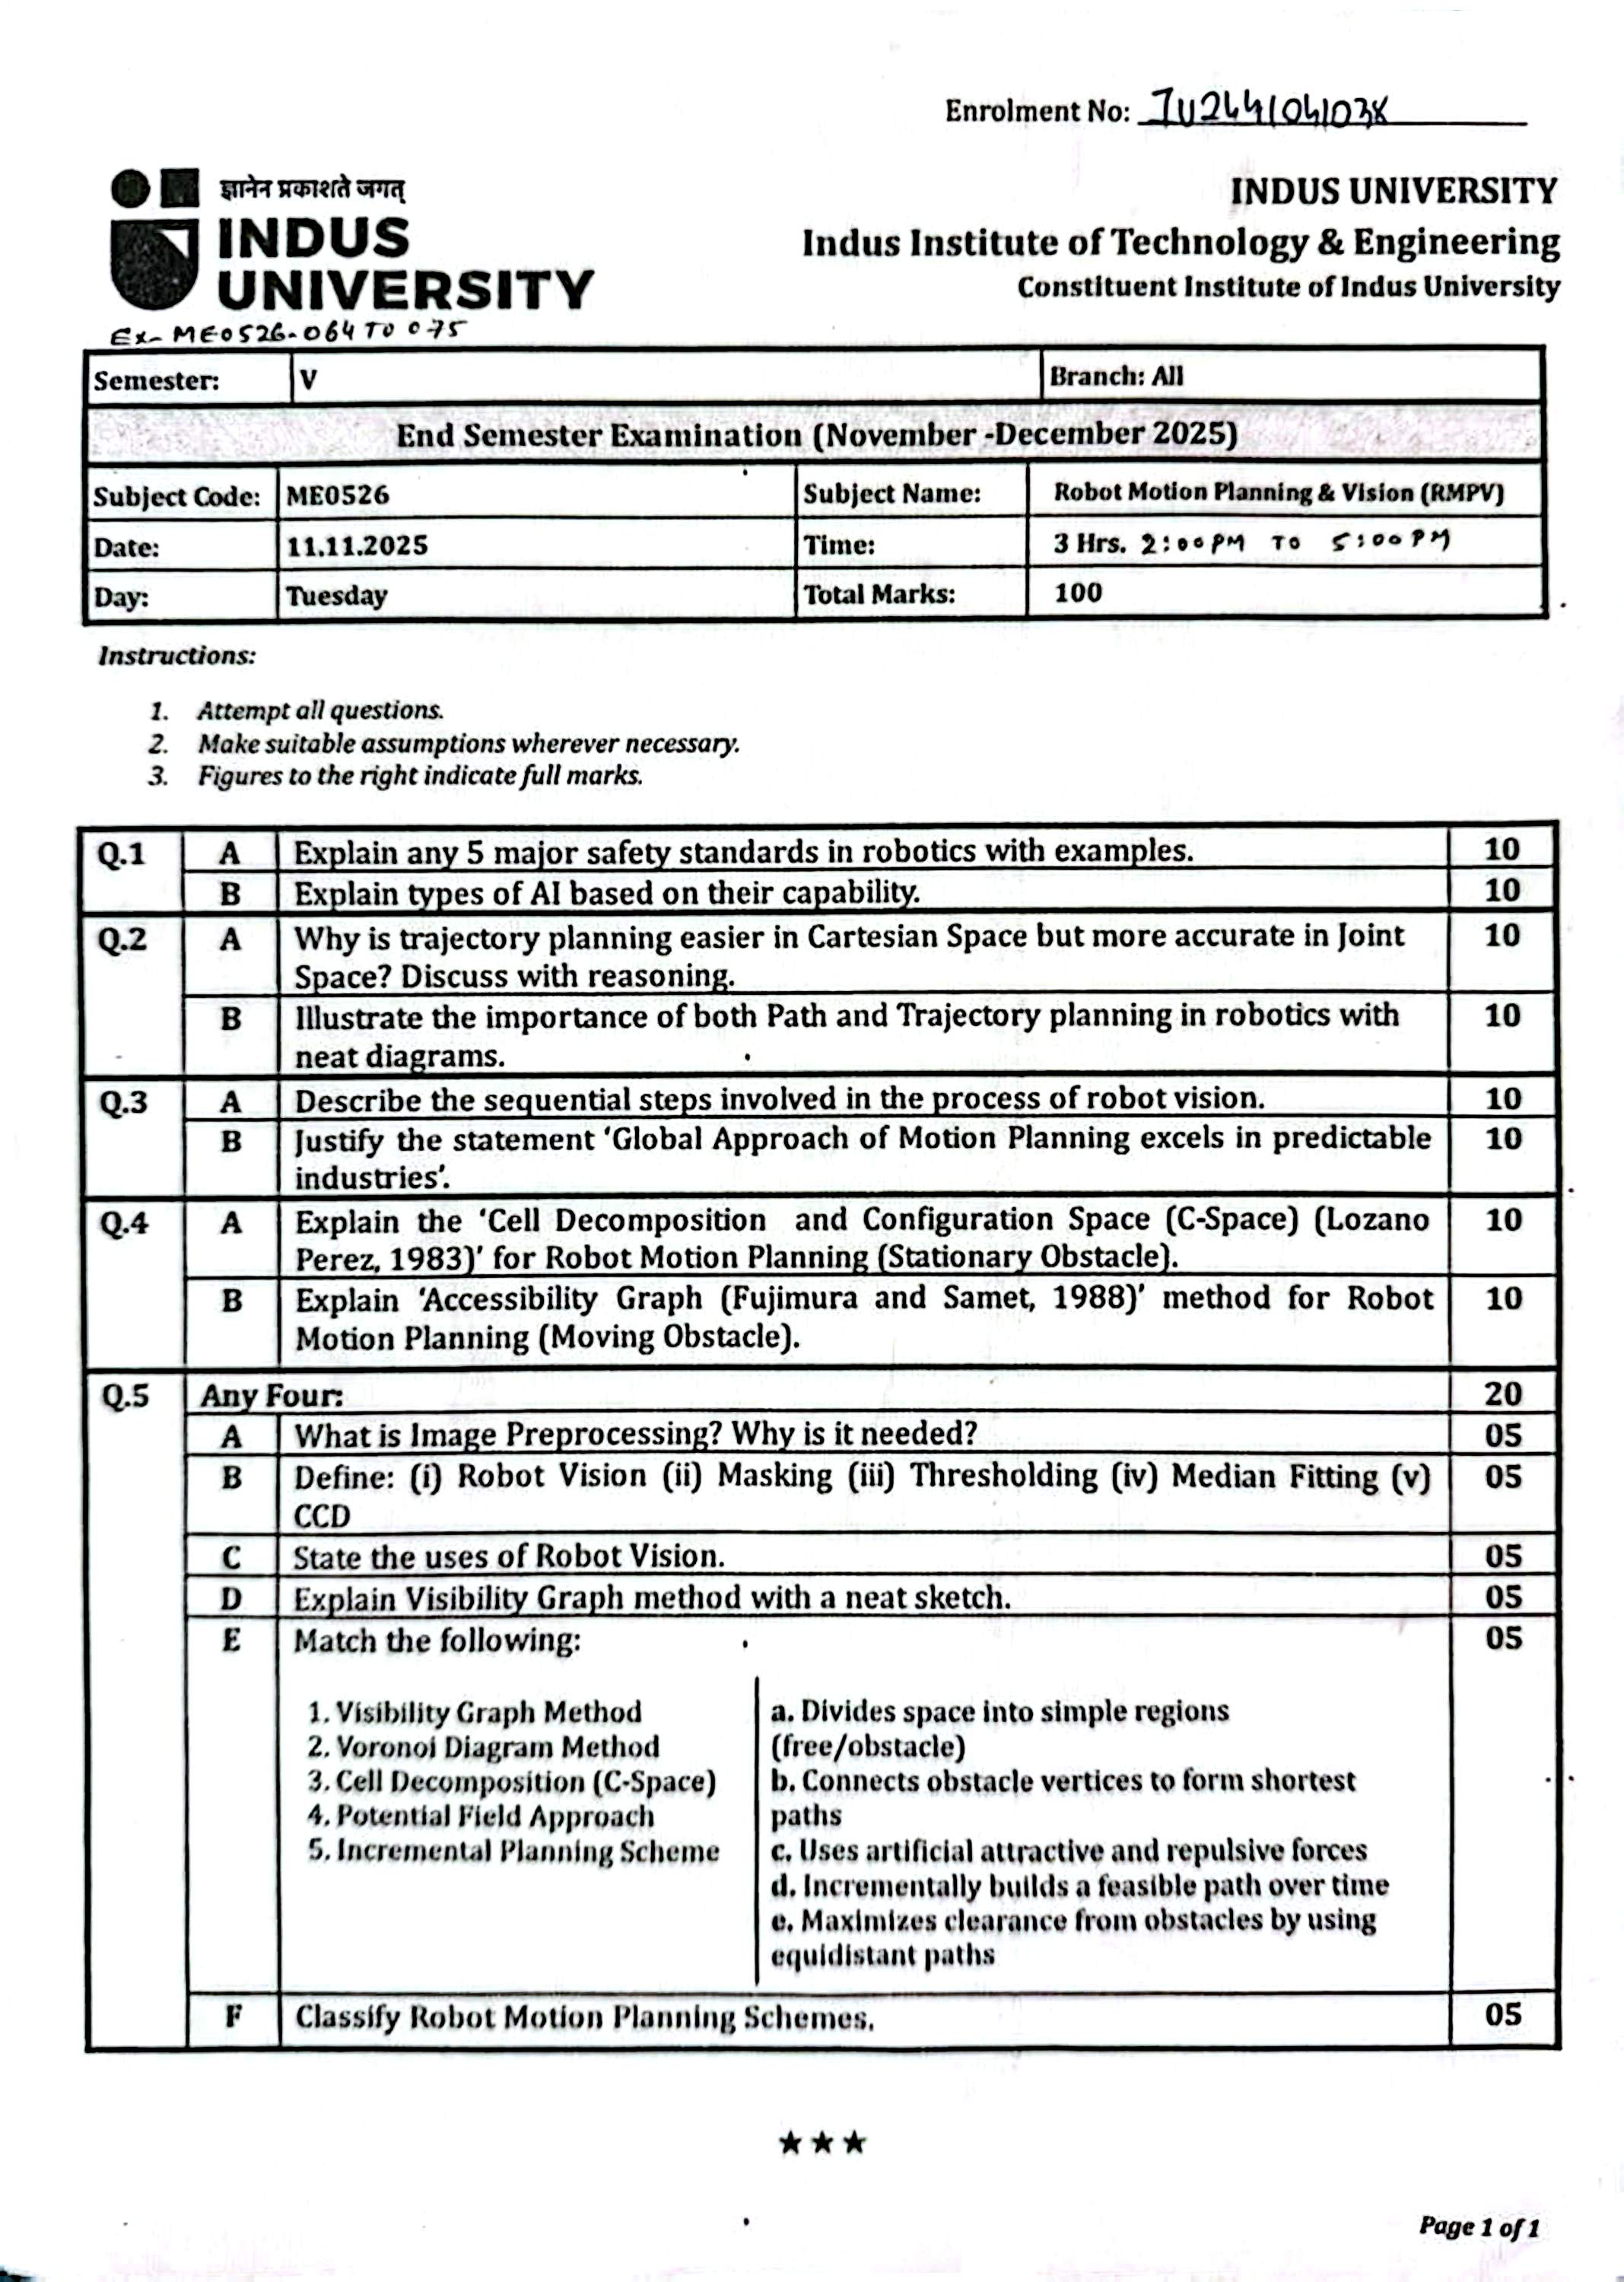 Enrolment No: IU2441041038
ज्ञानेन प्रकाशते जगत्
INDUS
UNIVERSITY
INDUS UNIVERSITY
Indus Institute of Technology & Engineering
Constituent Institute of Indus University
Ex-ME0526-064 TO 075
Semester: V Branch: All
End Semester Examination (November -December 2025)
Subject Code: ME0526 Subject Name: Robot Motion Planning & Vision (RMPV)
Date: 11.11.2025 Time: 3 Hrs. 2:00PM TO 5:00PM
Day: Tuesday Total Marks: 100
Instructions:
1. Attempt all questions.
2. Make suitable assumptions wherever necessary.
3. Figures to the right indicate full marks.
Q.1 A Explain any 5 major safety standards in robotics with examples. 10
B Explain types of AI based on their capability. 10
Q.2 A Why is trajectory planning easier in Cartesian Space but more accurate in Joint 10
Space? Discuss with reasoning.
B Illustrate the importance of both Path and Trajectory planning in robotics with 10
neat diagrams.
Q.3 A Describe the sequential steps involved in the process of robot vision. 10
B Justify the statement ‘Global Approach of Motion Planning excels in predictable 10
industries’.
Q.4 A Explain the ‘Cell Decomposition and Configuration Space (C-Space) (Lozano 10
Perez, 1983)’ for Robot Motion Planning (Stationary Obstacle).
B Explain ‘Accessibility Graph (Fujimura and Samet, 1988)’ method for Robot 10
Motion Planning (Moving Obstacle).
Q.5 Any Four: 20
A What is Image Preprocessing? Why is it needed? 05
B Define: (i) Robot Vision (ii) Masking (iii) Thresholding (iv) Median Fitting (v) 05
CCD
C State the uses of Robot Vision. 05
D Explain Visibility Graph method with a neat sketch. 05
E Match the following: 05
1. Visibility Graph Method
2. Voronoi Diagram Method
3. Cell Decomposition (C-Space)
4. Potential Field Approach
5. Incremental Planning Scheme
a. Divides space into simple regions
(free/obstacle)
b. Connects obstacle vertices to form shortest
paths
c. Uses artificial attractive and repulsive forces
d. Incrementally builds a feasible path over time
e. Maximizes clearance from obstacles by using
equidistant paths
F Classify Robot Motion Planning Schemes. 05
★★★
Page 1 of 1